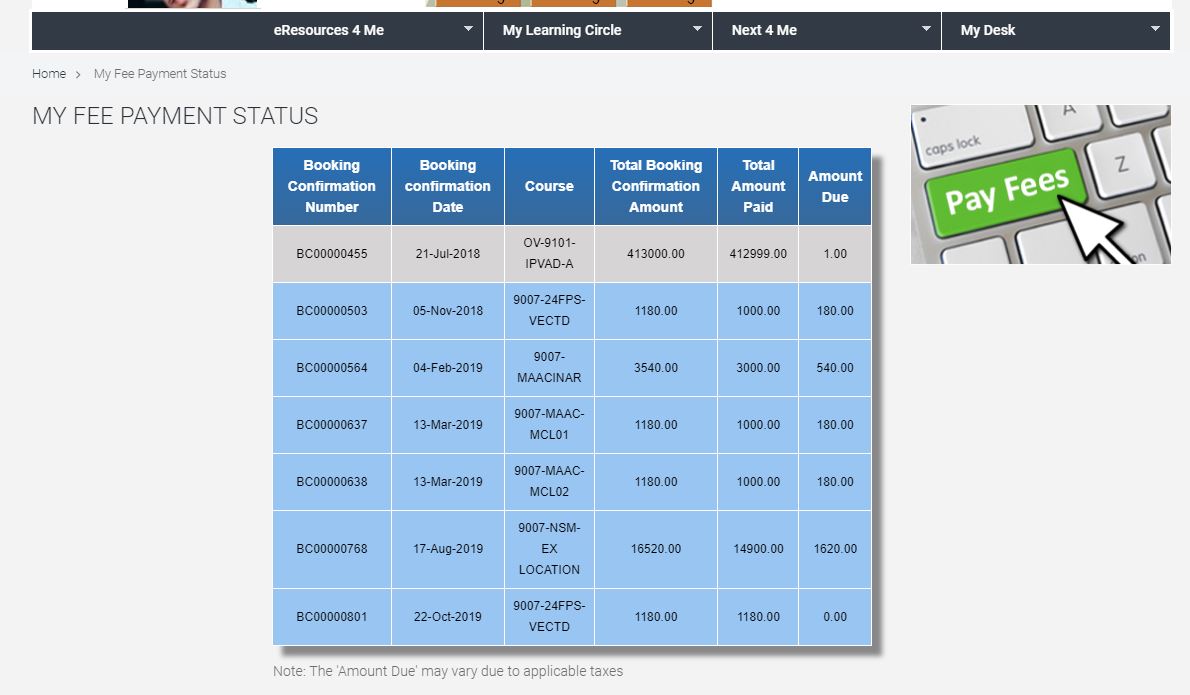 eResources 4 Me
My Learning Circle
Next 4 Me
My Desk
Home > My Fee Payment Status
MY FEE PAYMENT STATUS
caps lock
A
Z
Pay Fees
Booking Confirmation Number
Booking confirmation Date
Course
Total Booking Confirmation Amount
Total Amount Paid
Amount Due
BC00000455 21-Jul-2018 OV-9101-IPVAD-A 413000.00 412999.00 1.00
BC00000503 05-Nov-2018 9007-24FPS-VECTD 1180.00 1000.00 180.00
BC00000564 04-Feb-2019 9007-MAACINAR 3540.00 3000.00 540.00
BC00000637 13-Mar-2019 9007-MAAC-MCL01 1180.00 1000.00 180.00
BC00000638 13-Mar-2019 9007-MAAC-MCL02 1180.00 1000.00 180.00
BC00000768 17-Aug-2019 9007-NSM-EX LOCATION 16520.00 14900.00 1620.00
BC00000801 22-Oct-2019 9007-24FPS-VECTD 1180.00 1180.00 0.00
Note: The 'Amount Due' may vary due to applicable taxes